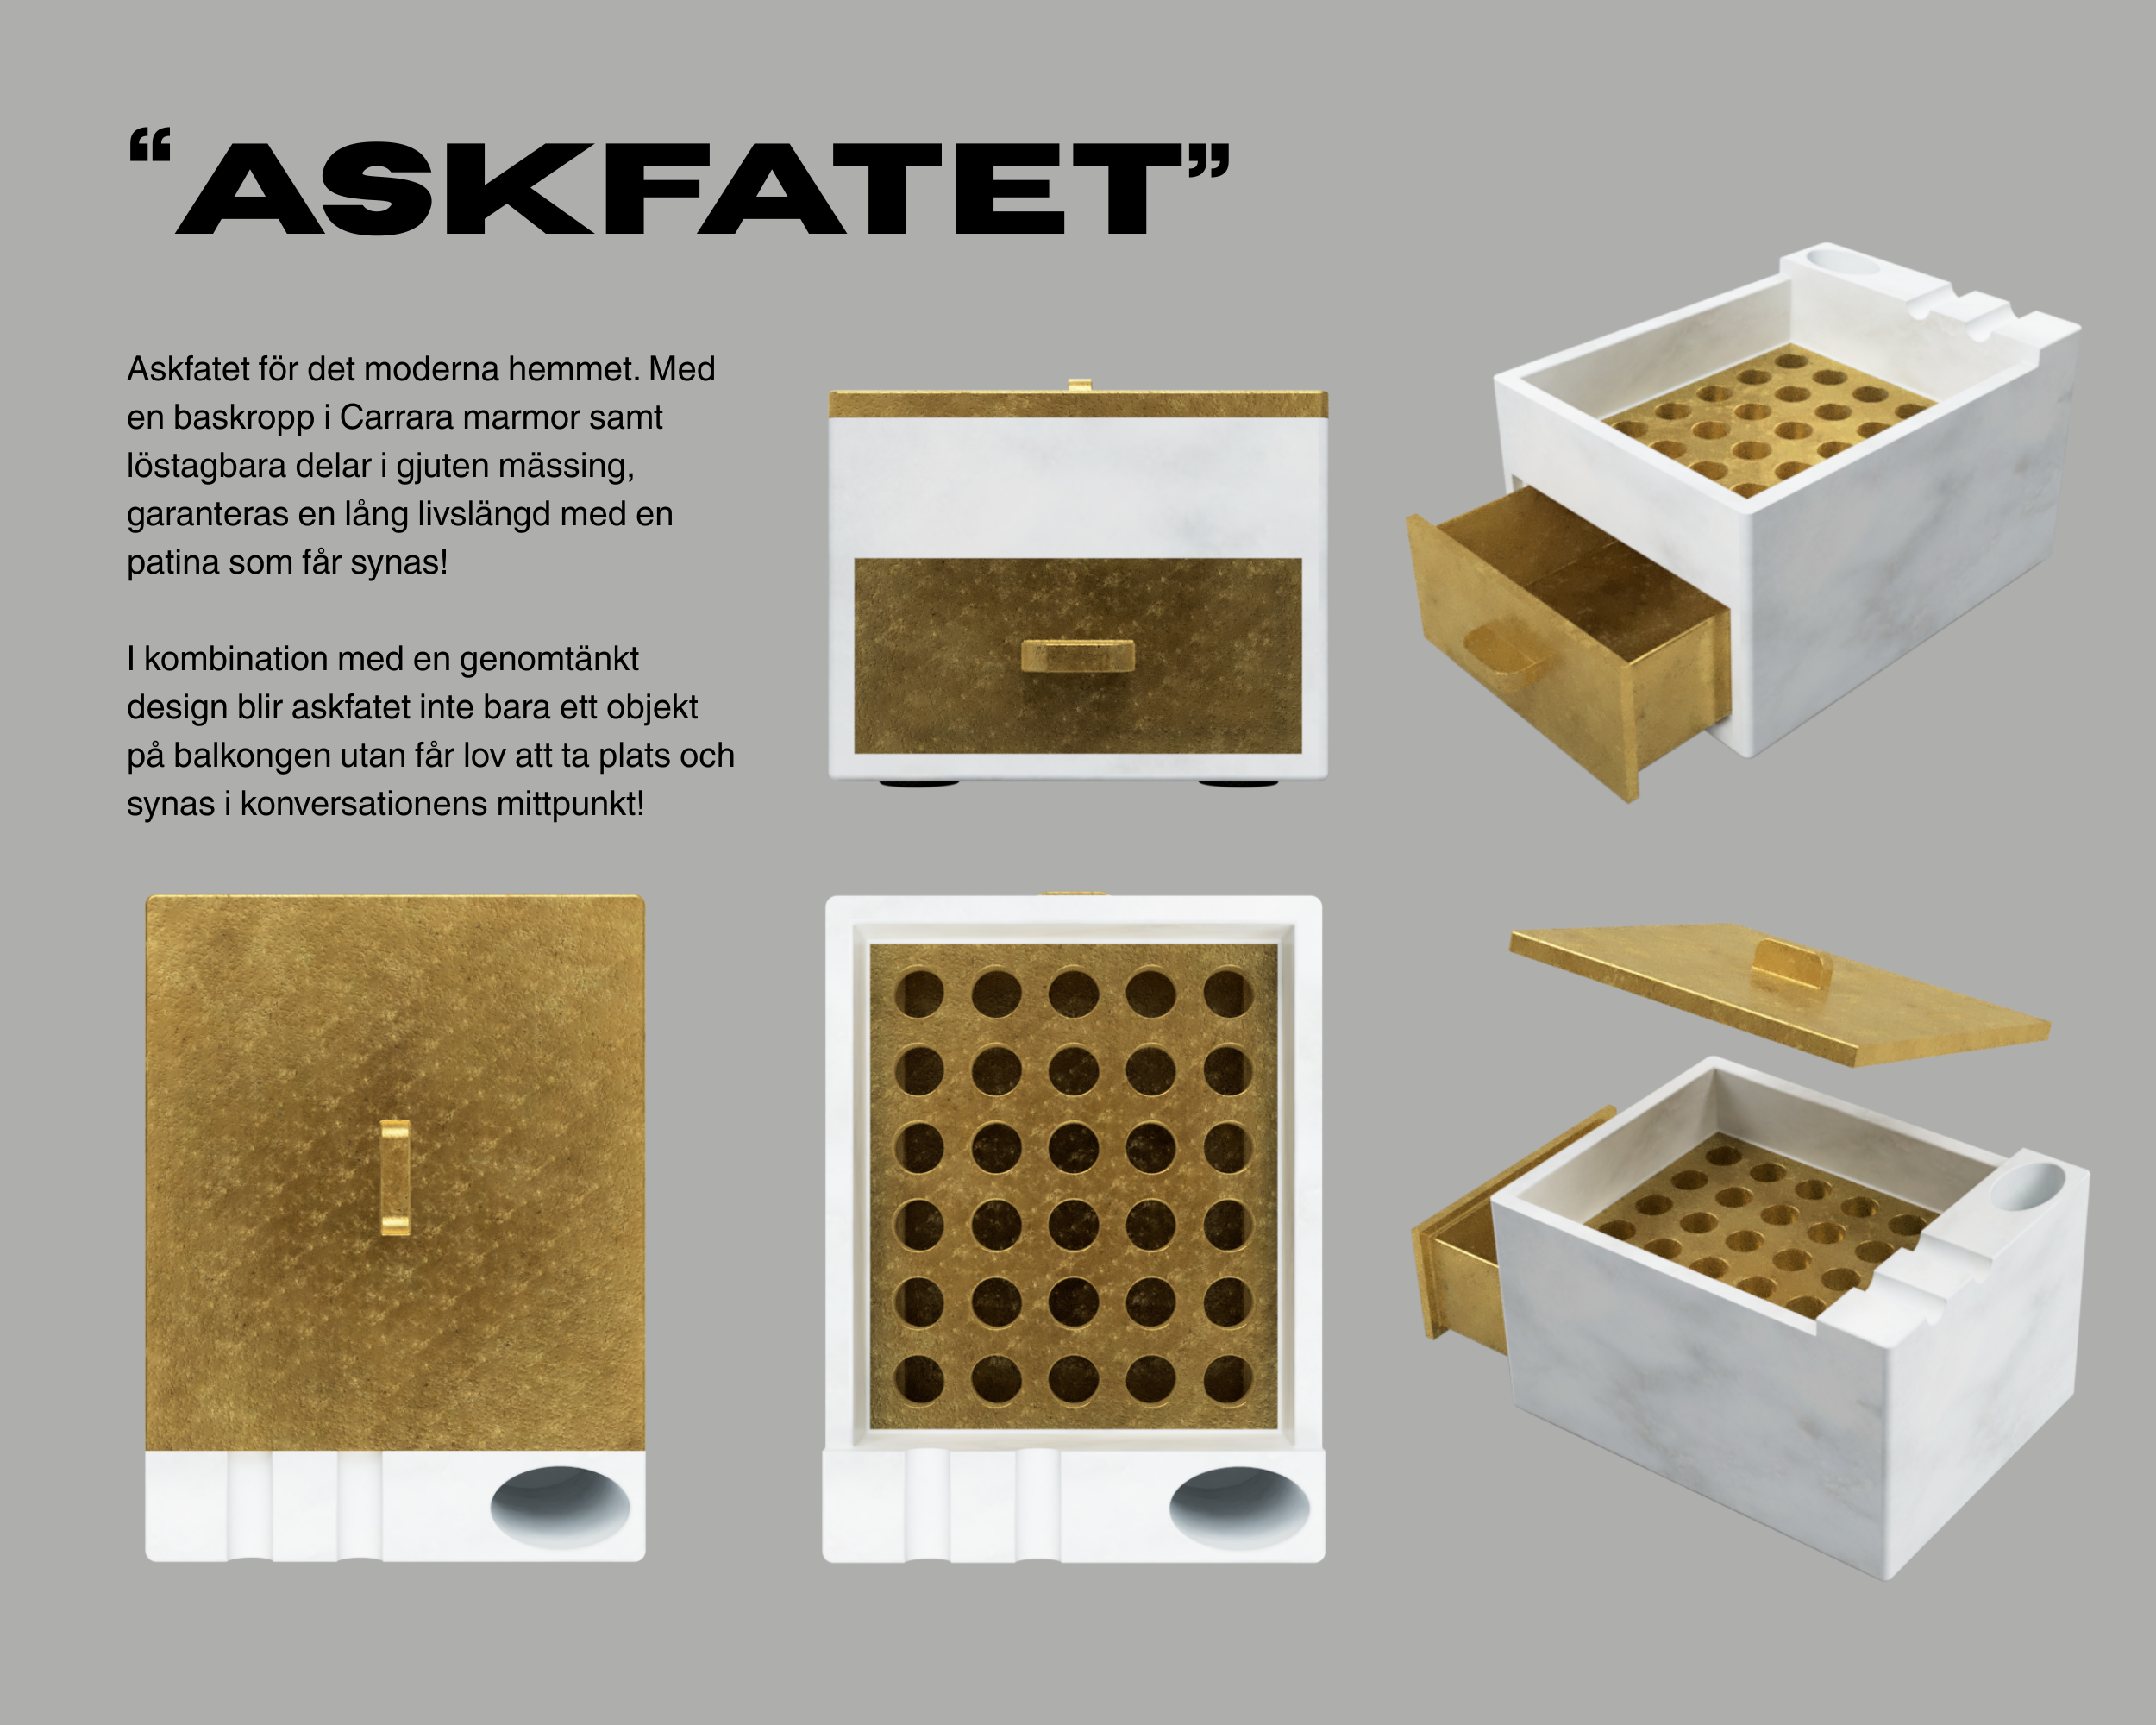 “ASKFATET”
Askfatet för det moderna hemmet. Med
en baskropp i Carrara marmor samt
löstagbara delar i gjuten mässing,
garanteras en lång livslängd med en
patina som får synas!
I kombination med en genomtänkt
design blir askfatet inte bara ett objekt
på balkongen utan får lov att ta plats och
synas i konversationens mittpunkt!